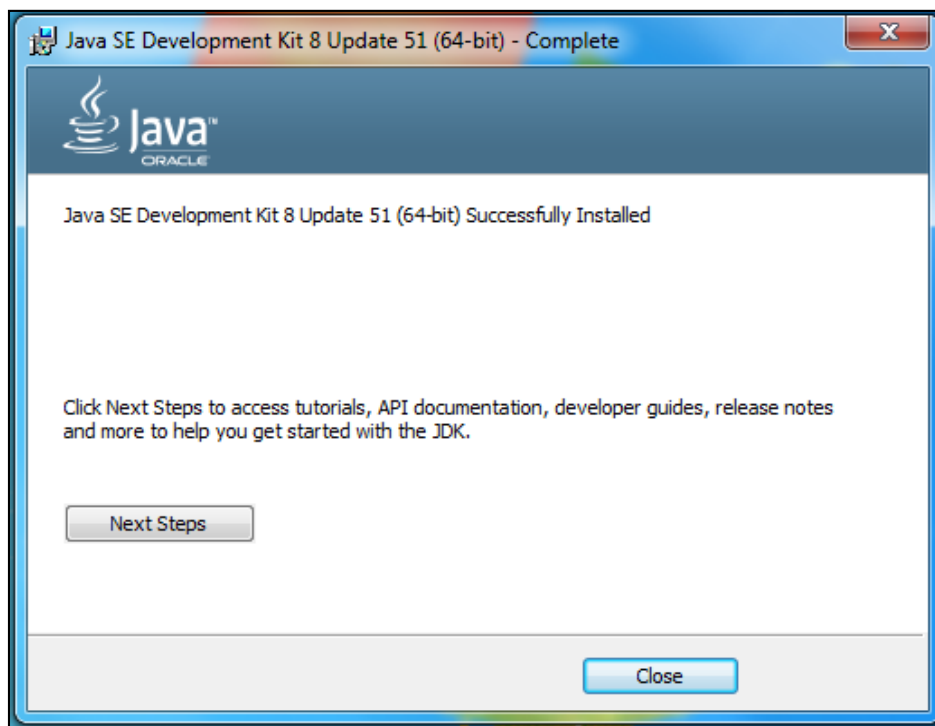 Java SE Development Kit 8 Update 51 (64-bit) - Complete
Java™
ORACLE
Java SE Development Kit 8 Update 51 (64-bit) Successfully Installed
Click Next Steps to access tutorials, API documentation, developer guides, release notes
and more to help you get started with the JDK.
Next Steps
Close